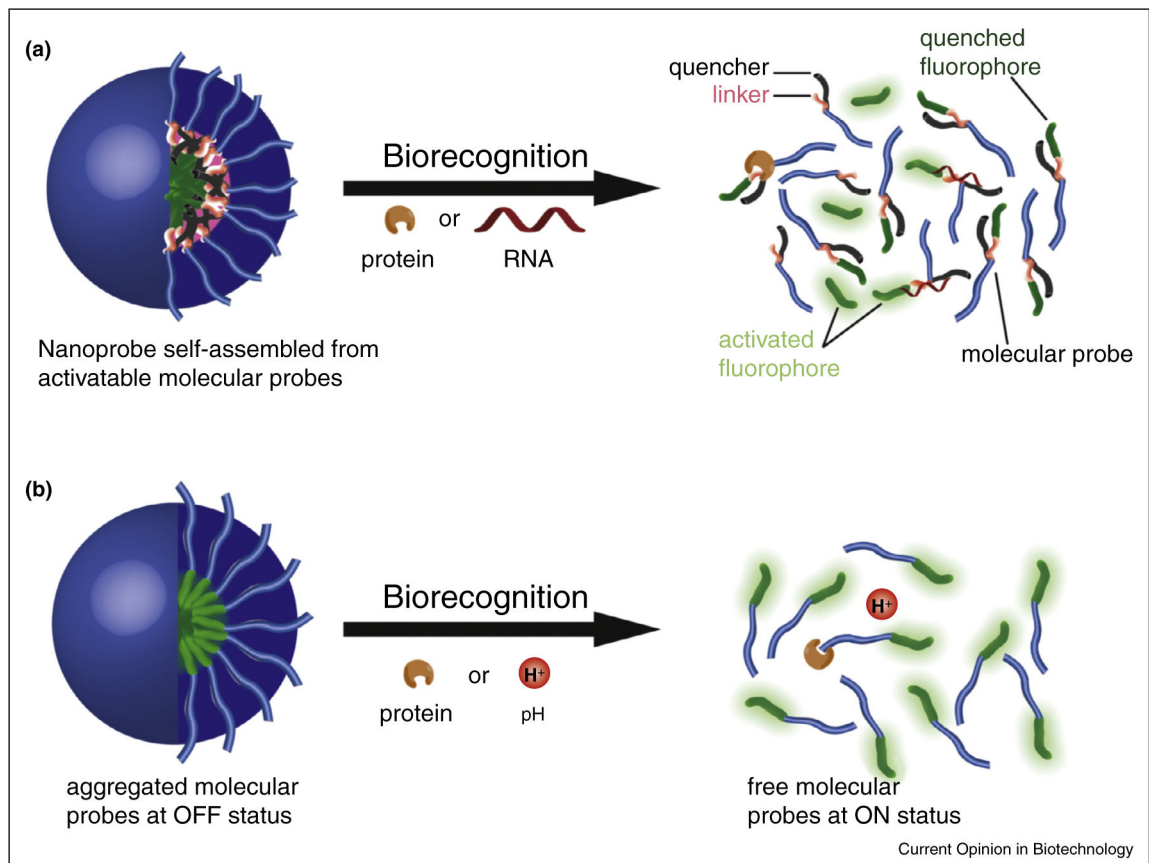 (a)
quencher
linker
quenched
fluorophore
Biorecognition
or
protein
RNA
Nanoprobe self-assembled from
activatable molecular probes
activated
fluorophore
molecular probe
(b)
Biorecognition
or
H+
protein
pH
H+
aggregated molecular
probes at OFF status
free molecular
probes at ON status
Current Opinion in Biotechnology